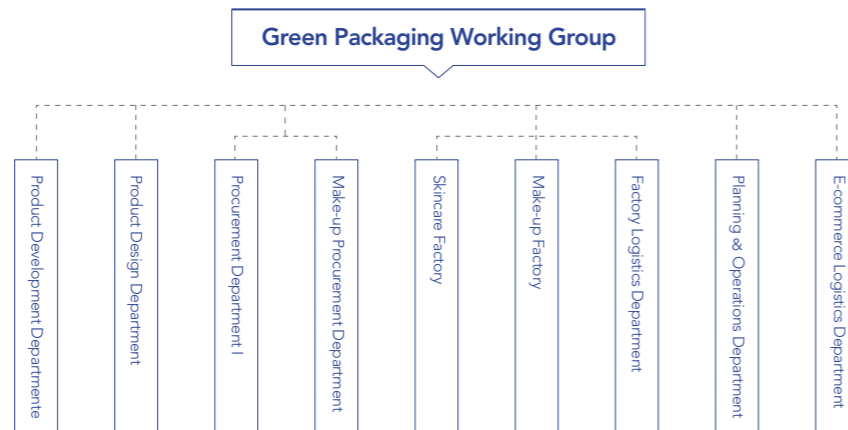 Green Packaging Working Group
Product Development Departmente
Product Design Department
Procurement Department I
Make-up Procurement Department
Skincare Factory
Make-up Factory
Factory Logistics Department
Planning & Operations Department
E-commerce Logistics Department